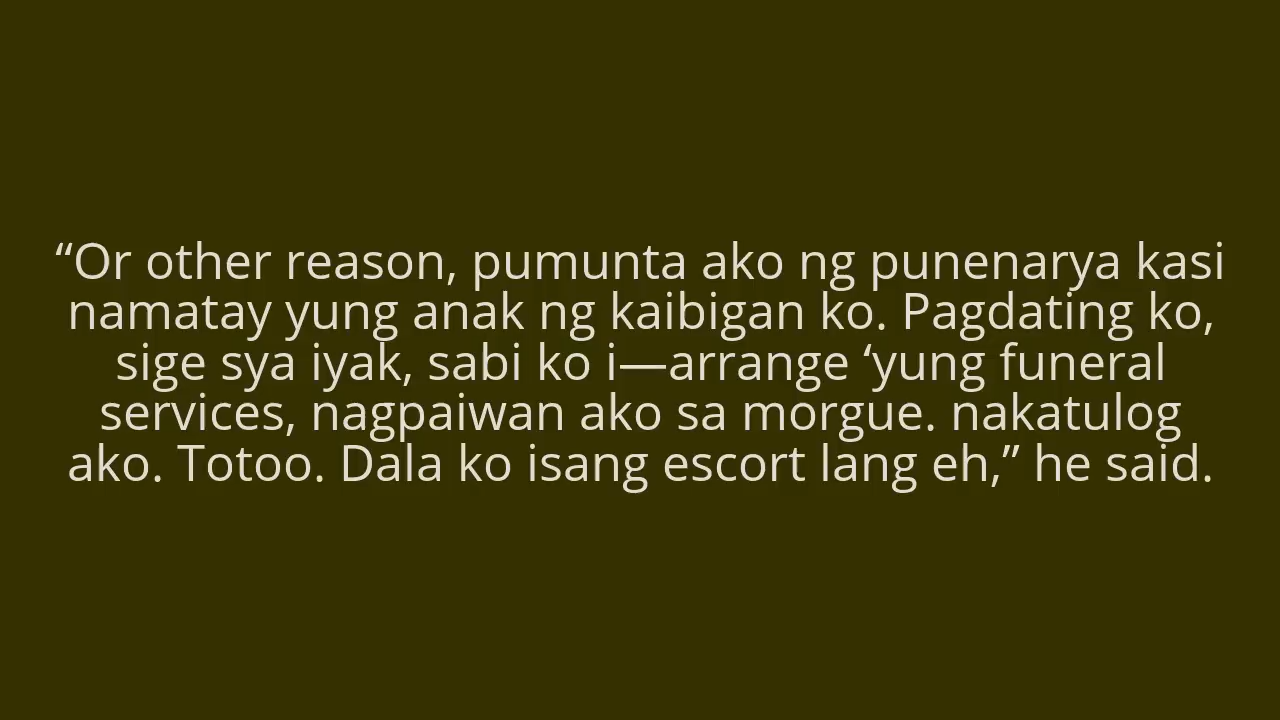 “Or other reason, pumunta ako ng punenarya kasi
namatay yung anak ng kaibigan ko. Pagdating ko,
sige sya iyak, sabi ko i—arrange ‘yung funeral
services, nagpaiwan ako sa morgue. nakatulog
ako. Totoo. Dala ko isang escort lang eh,” he said.